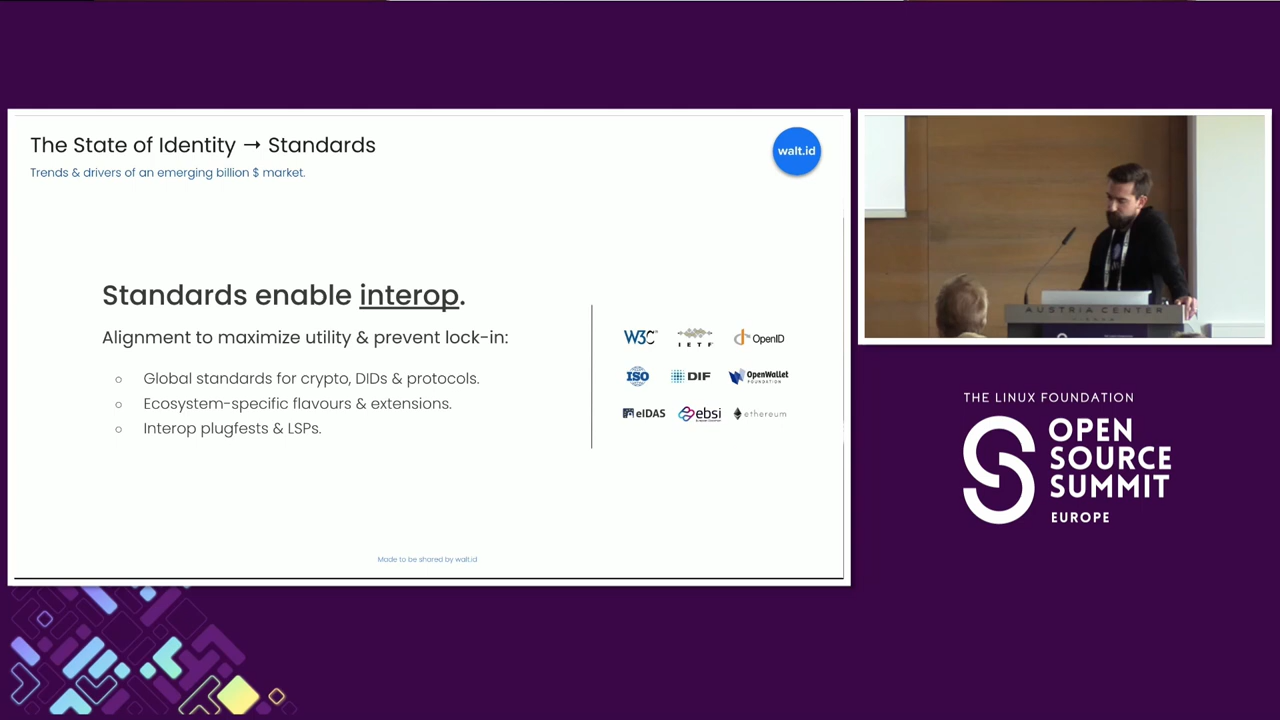 The State of Identity → Standards
Trends & drivers of an emerging billion $ market.
walt.id
Standards enable interop.
Alignment to maximize utility & prevent lock-in:
Global standards for crypto, DIDs & protocols.
Ecosystem-specific flavours & extensions.
Interop plugfests & LSPs.
W3C
IETF
OpenID
ISO
DIF
OpenWallet
FOUNDATION
eIDAS
ebsi
ethereum
Made to be shared by walt.id
AUSTRIA CENTER
THE LINUX FOUNDATION
OPEN
SOURCE
SUMMIT
EUROPE